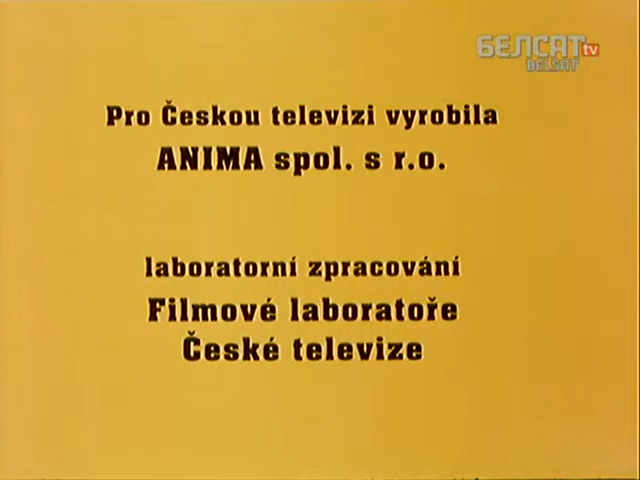 БЕЛСАТ tv
BELSAT
Pro Českou televizi vyrobila
ANIMA spol. s r.o.
laboratorní zpracování
Filmové laboratoře
České televize